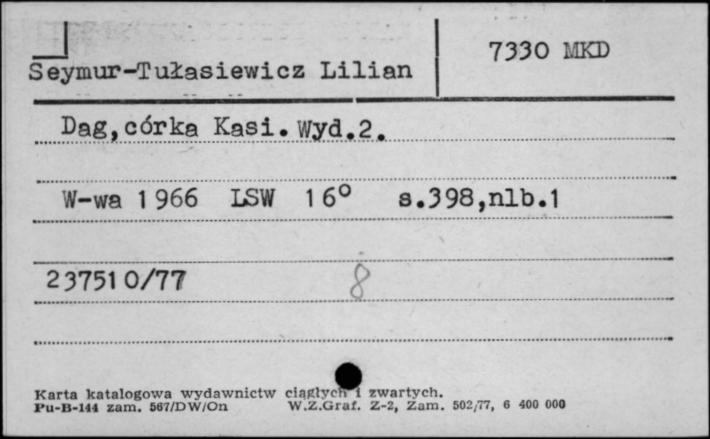 7330 MKD
Seymur-Tułasiewicz Lilian
Dag,córka Kasi. Wyd.2.
W-wa 1966 LSW 16° s.398,nlb.1
237510/77 8
Karta katalogowa wydawnictw ciągłych i zwartych.
Pu-B-144 zam. 567/DW/On W.Z.Graf. Z-2, Zam. 502/77, 6 400 000